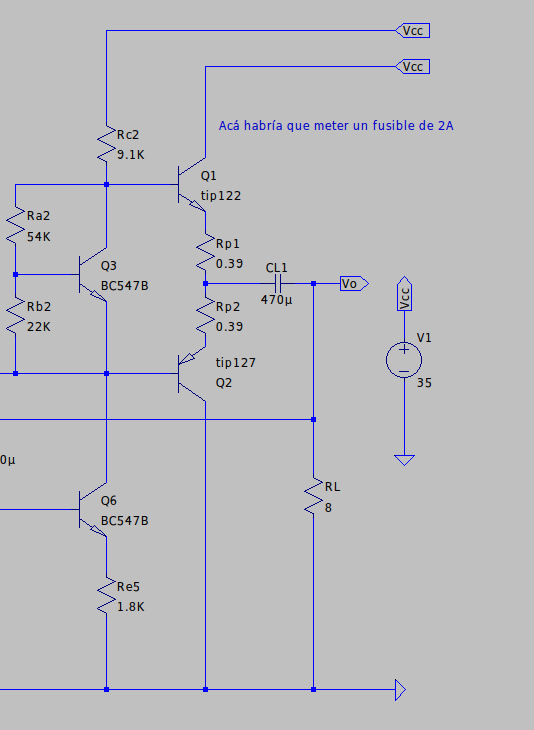 Vcc
Vcc
Acá habría que meter un fusible de 2A
Rc2
9.1K
Q1
tip122
Ra2
54K
Rp1
0.39
Q3
BC547B
CL1
470µ
Vo
Vcc
Rb2
22K
Rp2
0.39
V1
35
tip127
Q2
0µ
Q6
BC547B
RL
8
Re5
1.8K